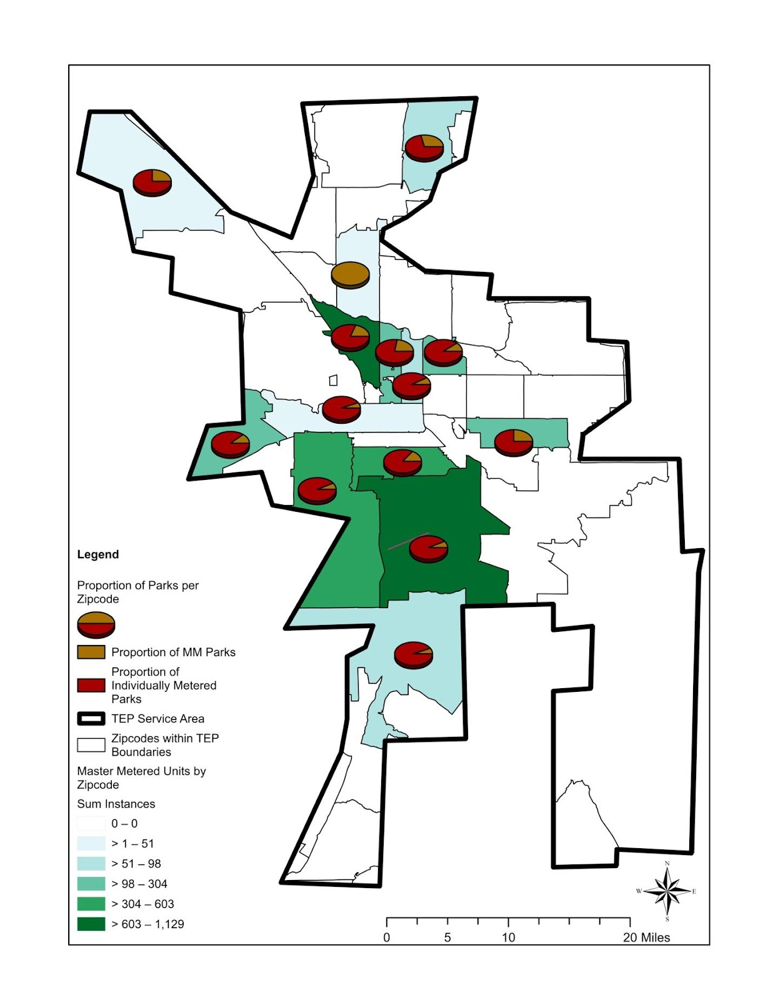 Legend
Proportion of Parks per
Zipcode
Proportion of MM Parks
Proportion of
Individually Metered
Parks
TEP Service Area
Zipcodes within TEP
Boundaries
Master Metered Units by
Zipcode
Sum Instances
0 – 0
> 1 – 51
> 51 – 98
> 98 – 304
> 304 – 603
> 603 – 1,129
N
W E
S
0 5 10 20 Miles